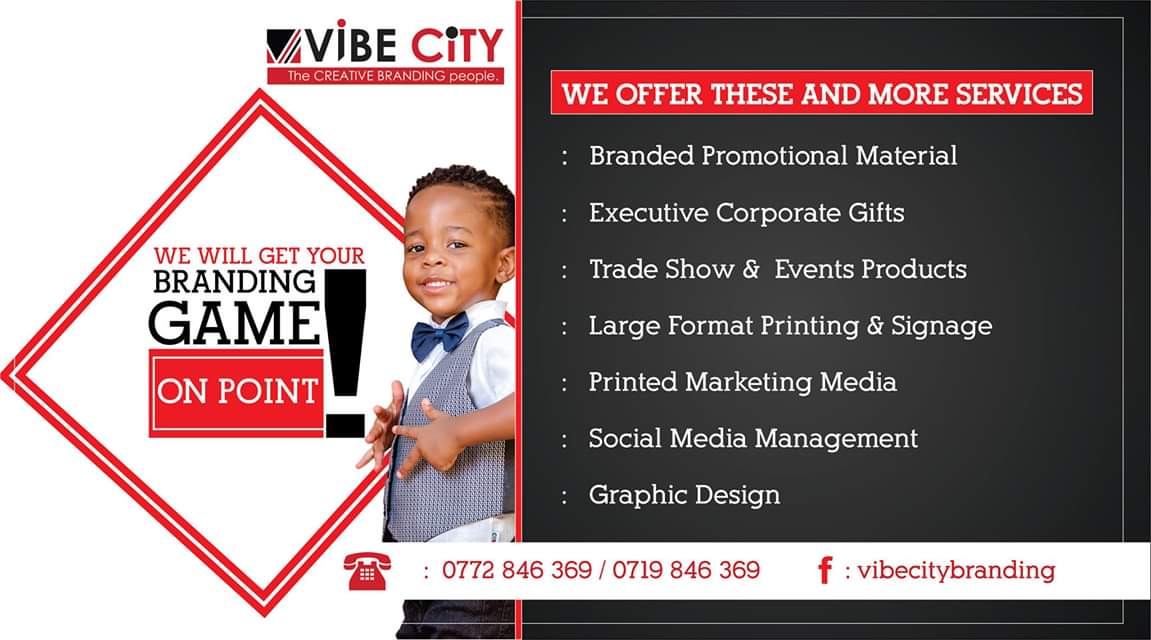 ViBE CiTY
The CREATIVE BRANDING people.
WE WILL GET YOUR
BRANDING
GAME
ON POINT
!
WE OFFER THESE AND MORE SERVICES
: Branded Promotional Material
: Executive Corporate Gifts
: Trade Show & Events Products
: Large Format Printing & Signage
: Printed Marketing Media
: Social Media Management
: Graphic Design
: 0772 846 369 / 0719 846 369
f : vibecitybranding